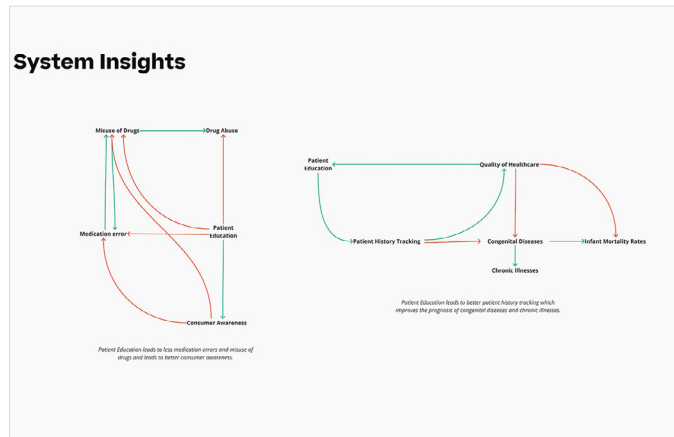 System Insights
Misuse of Drugs
Drug Abuse
Medication error
Patient
Education
Consumer Awareness
Patient Education leads to less medication errors and misuse of
drugs and leads to better consumer awareness.
Patient
Education
Quality of Healthcare
Patient History Tracking
Congenital Diseases
Infant Mortality Rates
Chronic Illnesses
Patient Education leads to better patient history tracking which
improves the prognosis of congenital diseases and chronic illnesses.